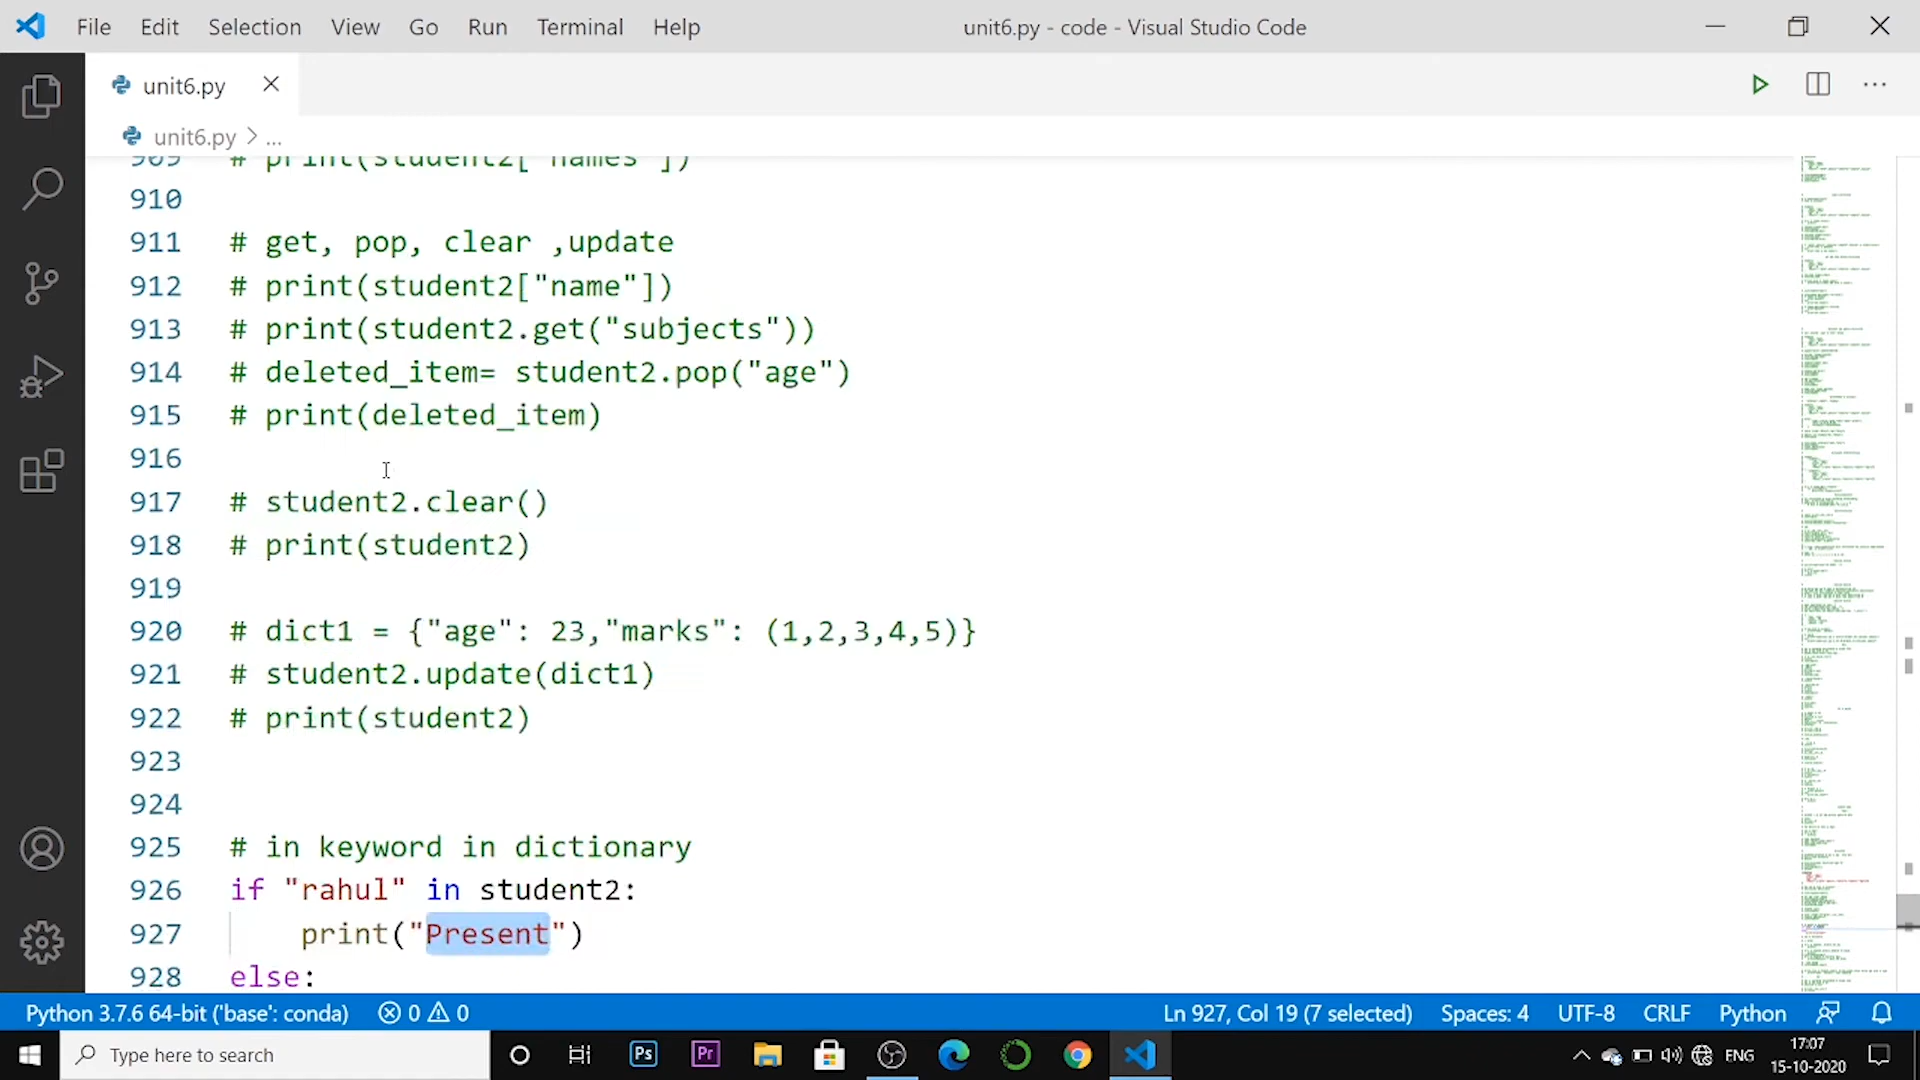 File Edit Selection View Go Run Terminal Help
unit6.py - code - Visual Studio Code
unit6.py
unit6.py > ...
909 # print(student2["names"])
910
911 # get, pop, clear ,update
912 # print(student2["name"])
913 # print(student2.get("subjects"))
914 # deleted_item= student2.pop("age")
915 # print(deleted_item)
916
917 # student2.clear()
918 # print(student2)
919
920 # dict1 = {"age": 23,"marks": (1,2,3,4,5)}
921 # student2.update(dict1)
922 # print(student2)
923
924
925 # in keyword in dictionary
926 if "rahul" in student2:
927 print("Present")
928 else:
Python 3.7.6 64-bit ('base': conda) 0 0 Ln 927, Col 19 (7 selected) Spaces: 4 UTF-8 CRLF Python
Type here to search
Ps
Pr
ENG
17:07
15-10-2020